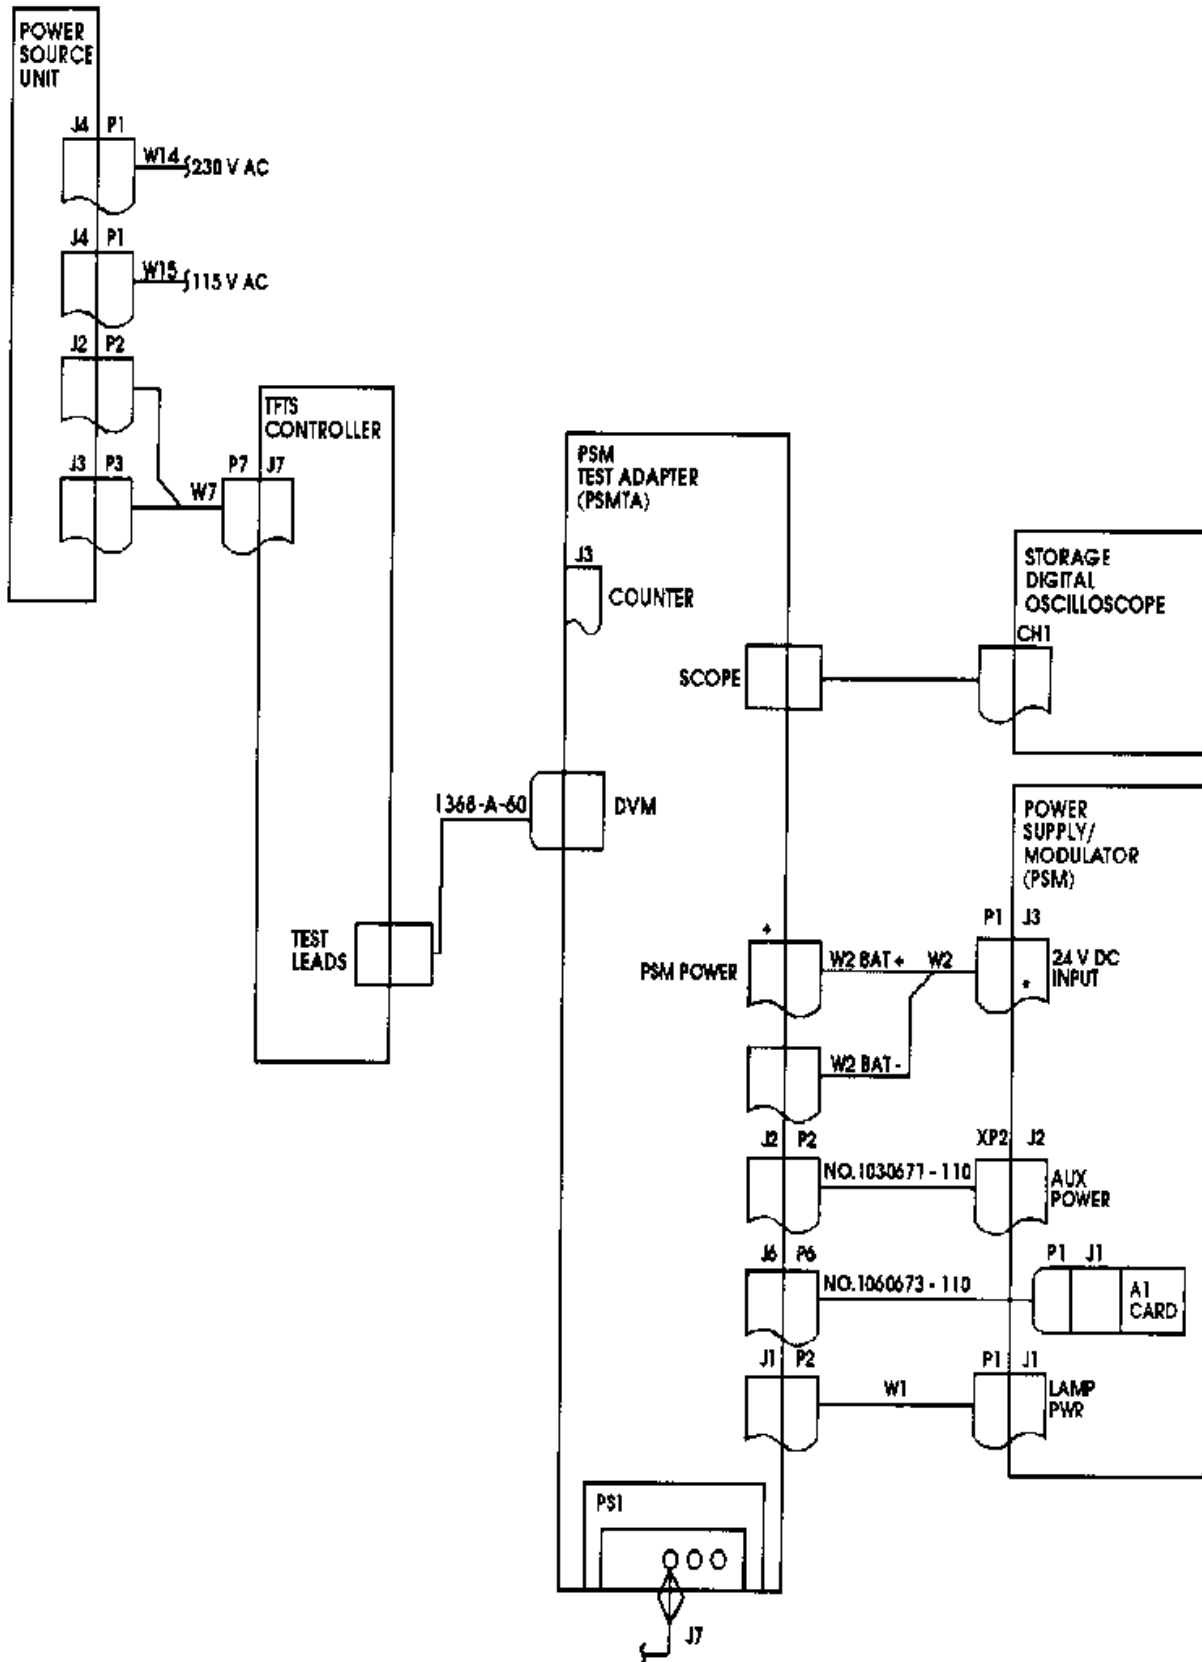 POWER
SOURCE
UNIT
J4 P1
W14
230 V AC
J4 P1
W15
115 V AC
J2 P2
J3 P3
W7
P7 J7
TFTS
CONTROLLER
TEST
LEADS
1368-A-60
PSM
TEST ADAPTER
(PSMTA)
J3
COUNTER
SCOPE
DVM
STORAGE
DIGITAL
OSCILLOSCOPE
CH1
POWER
SUPPLY/
MODULATOR
(PSM)
+
PSM POWER
W2 BAT +
W2
P1 J3
24 V DC
INPUT
*
W2 BAT -
J2 P2
NO.1030671 - 110
XP2 J2
AUX
POWER
J6 P6
NO.1060673 - 110
P1 J1
A1
CARD
J1 P2
W1
P1 J1
LAMP
PWR
PS1
J7